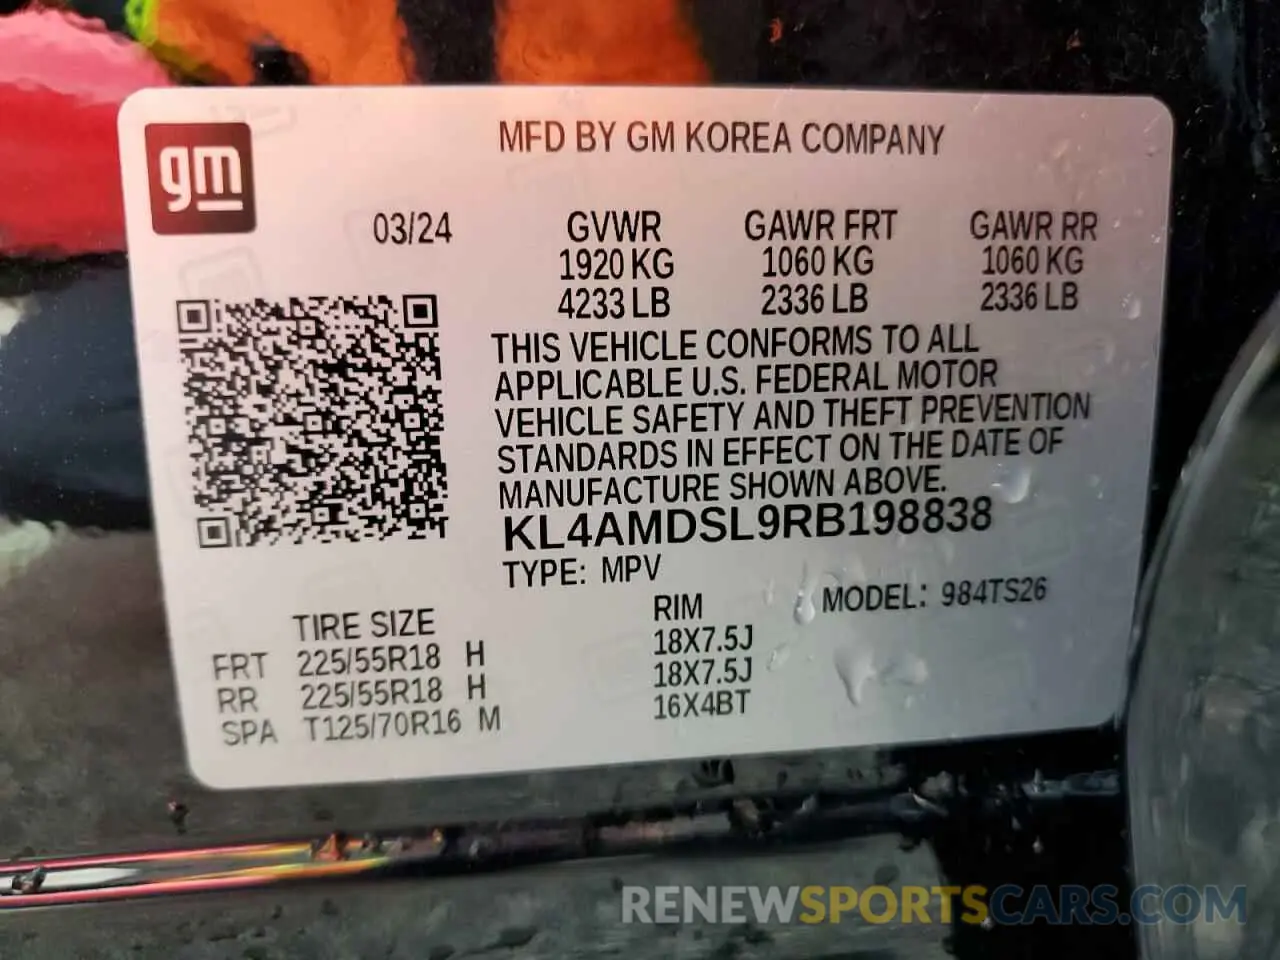 gm
MFD BY GM KOREA COMPANY
03/24 GVWR GAWR FRT GAWR RR
1920 KG 1060 KG 1060 KG
4233 LB 2336 LB 2336 LB
THIS VEHICLE CONFORMS TO ALL
APPLICABLE U.S. FEDERAL MOTOR
VEHICLE SAFETY AND THEFT PREVENTION
STANDARDS IN EFFECT ON THE DATE OF
MANUFACTURE SHOWN ABOVE.
KL4AMDSL9RB198838
TYPE: MPV
MODEL: 984TS26
TIRE SIZE RIM
FRT 225/55R18 H 18X7.5J
RR 225/55R18 H 18X7.5J
SPA T125/70R16 M 16X4BT
RENEWSPORTSCARS.COM